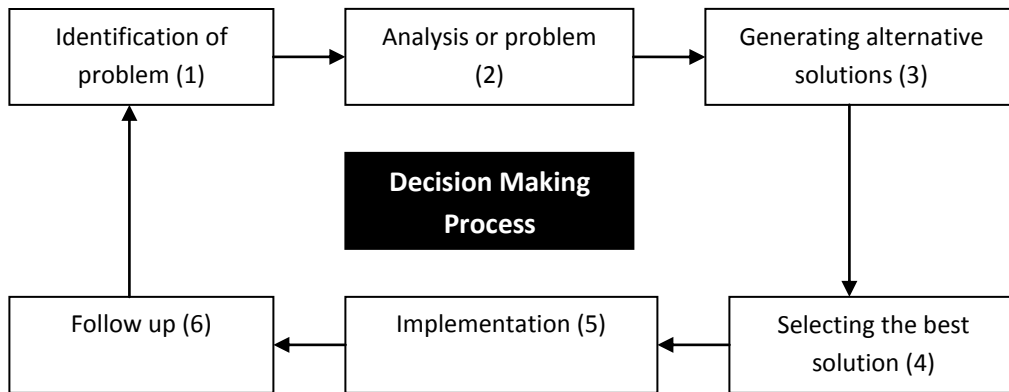 Identification of
problem (1)
Analysis or problem
(2)
Generating alternative
solutions (3)
Decision Making
Process
Follow up (6)
Implementation (5)
Selecting the best
solution (4)